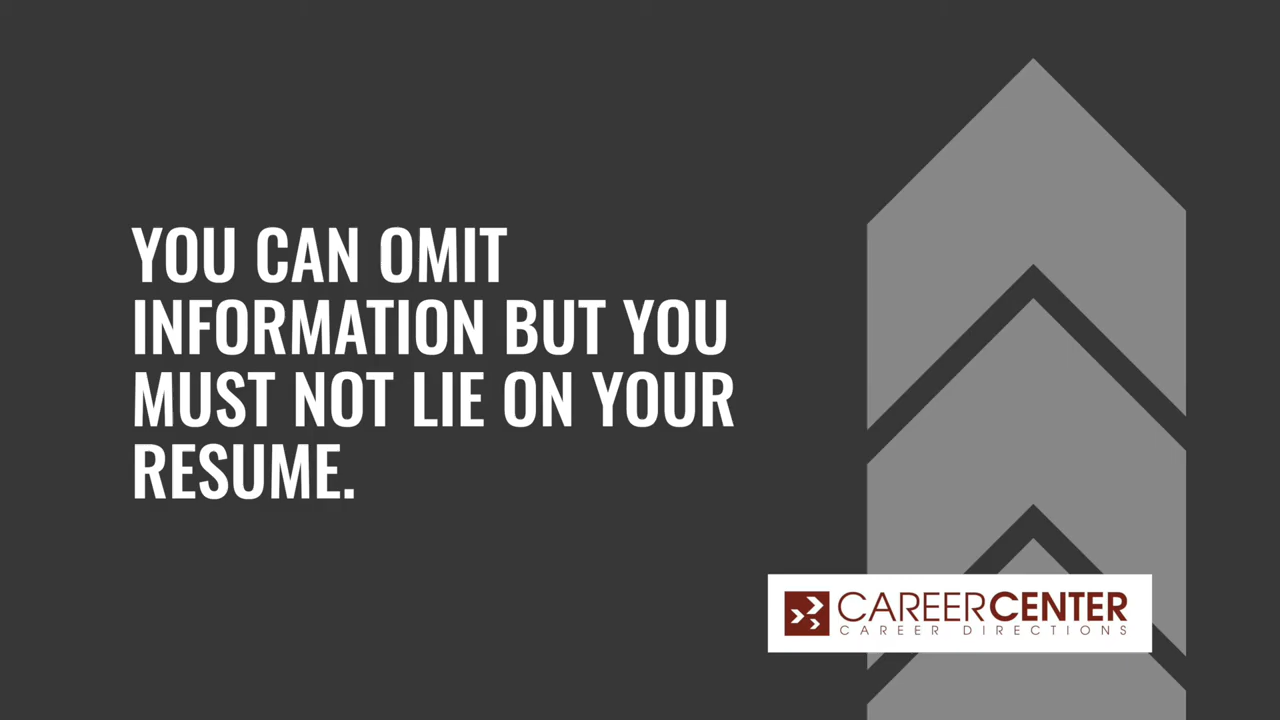 YOU CAN OMIT
INFORMATION BUT YOU
MUST NOT LIE ON YOUR
RESUME.
CAREERCENTER
CAREER DIRECTIONS